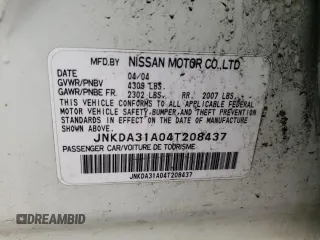 MFD.BY NISSAN MOTOR CO.,LTD
DATE 04/04
GVWR/PNBV 4309 LBS.
GAWR/PNBE FR. 2302 LBS. RR. 2007 LBS.
THIS VEHICLE CONFORMS TO ALL APPLICABLE FEDERAL
MOTOR VEHICLE SAFETY, BUMPER, AND THEFT PREVENTION
STANDARDS IN EFFECT ON THE DATE OF MANUFACTURE
SHOWN ABOVE.
JNKDA31A04T208437
PASSENGER CAR/VOITURE DE TOURISME
JNKDA31A04T208437
DREAMBID